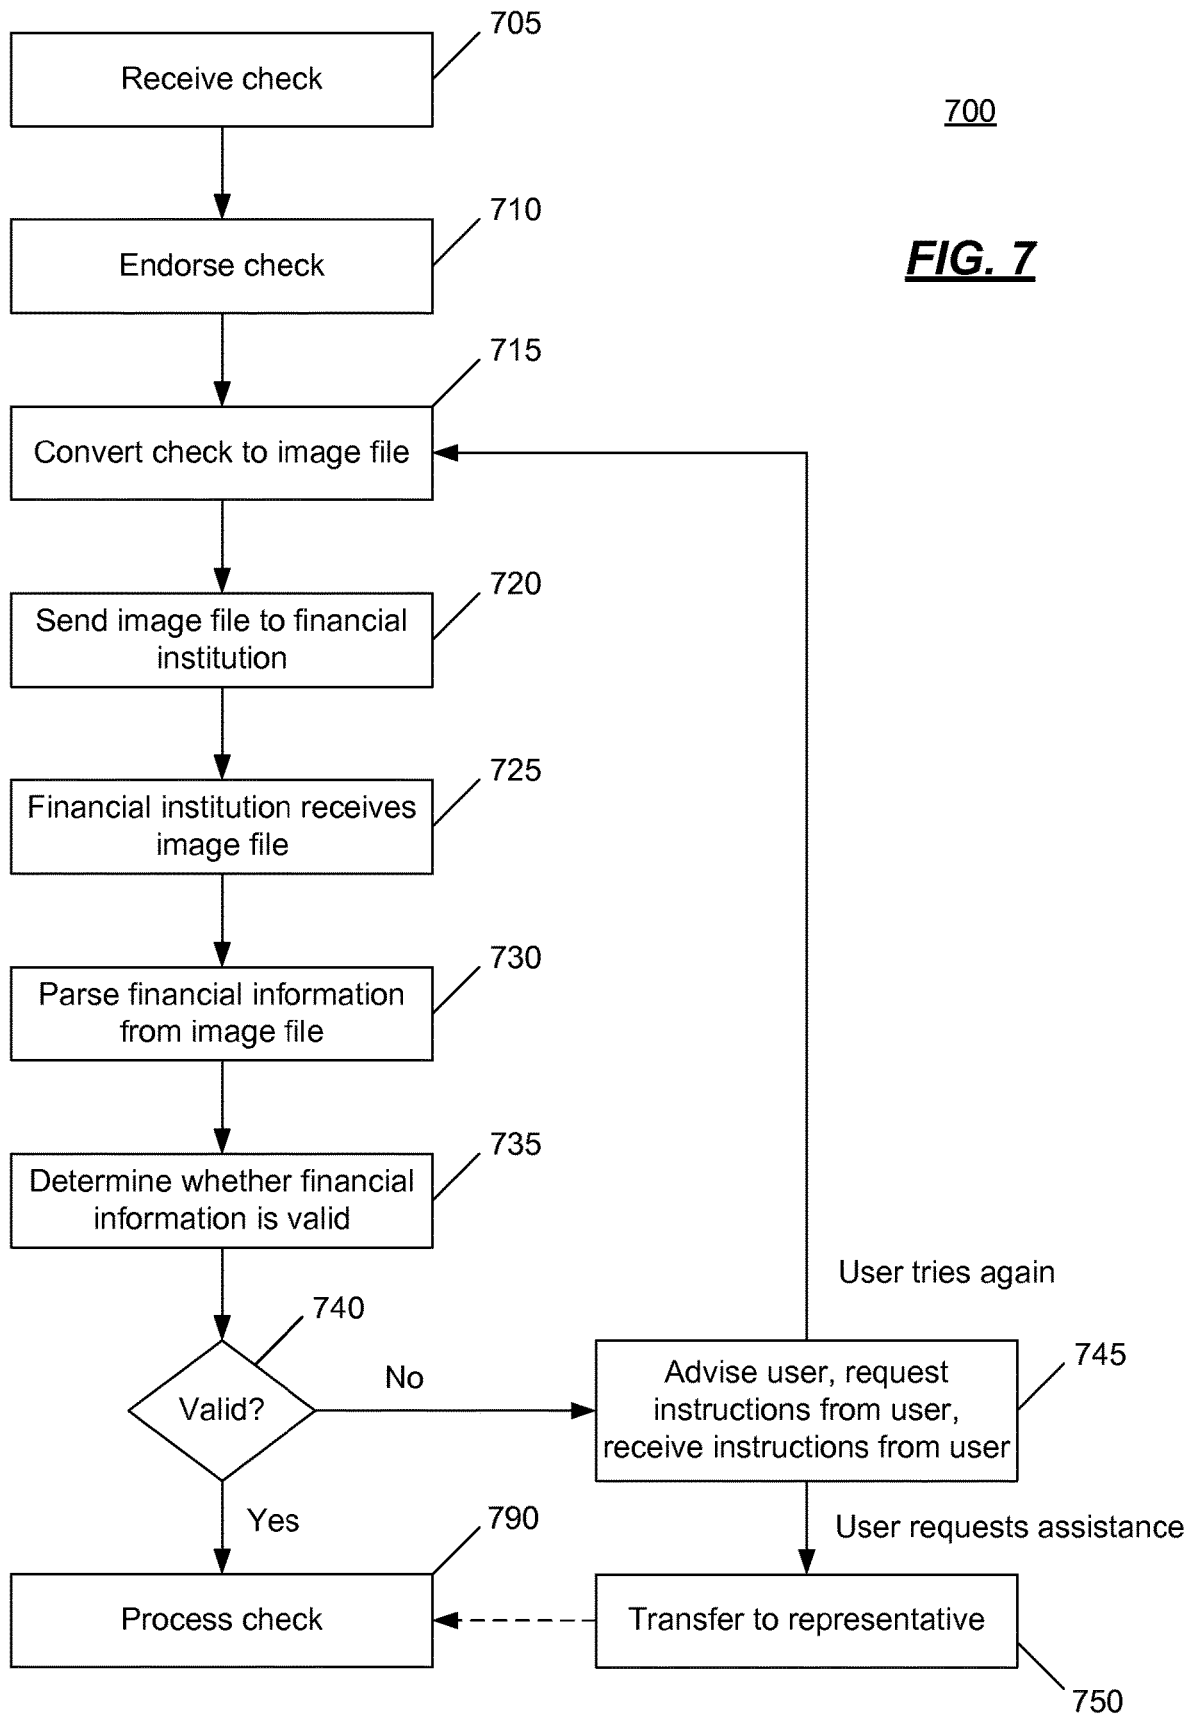 705
Receive check
700
710
Endorse check
FIG. 7
715
Convert check to image file
720
Send image file to financial
institution
725
Financial institution receives
image file
730
Parse financial information
from image file
735
Determine whether financial
information is valid
User tries again
740
Valid?
No
745
Advise user, request
instructions from user,
receive instructions from user
Yes
790
User requests assistance
Process check
Transfer to representative
750